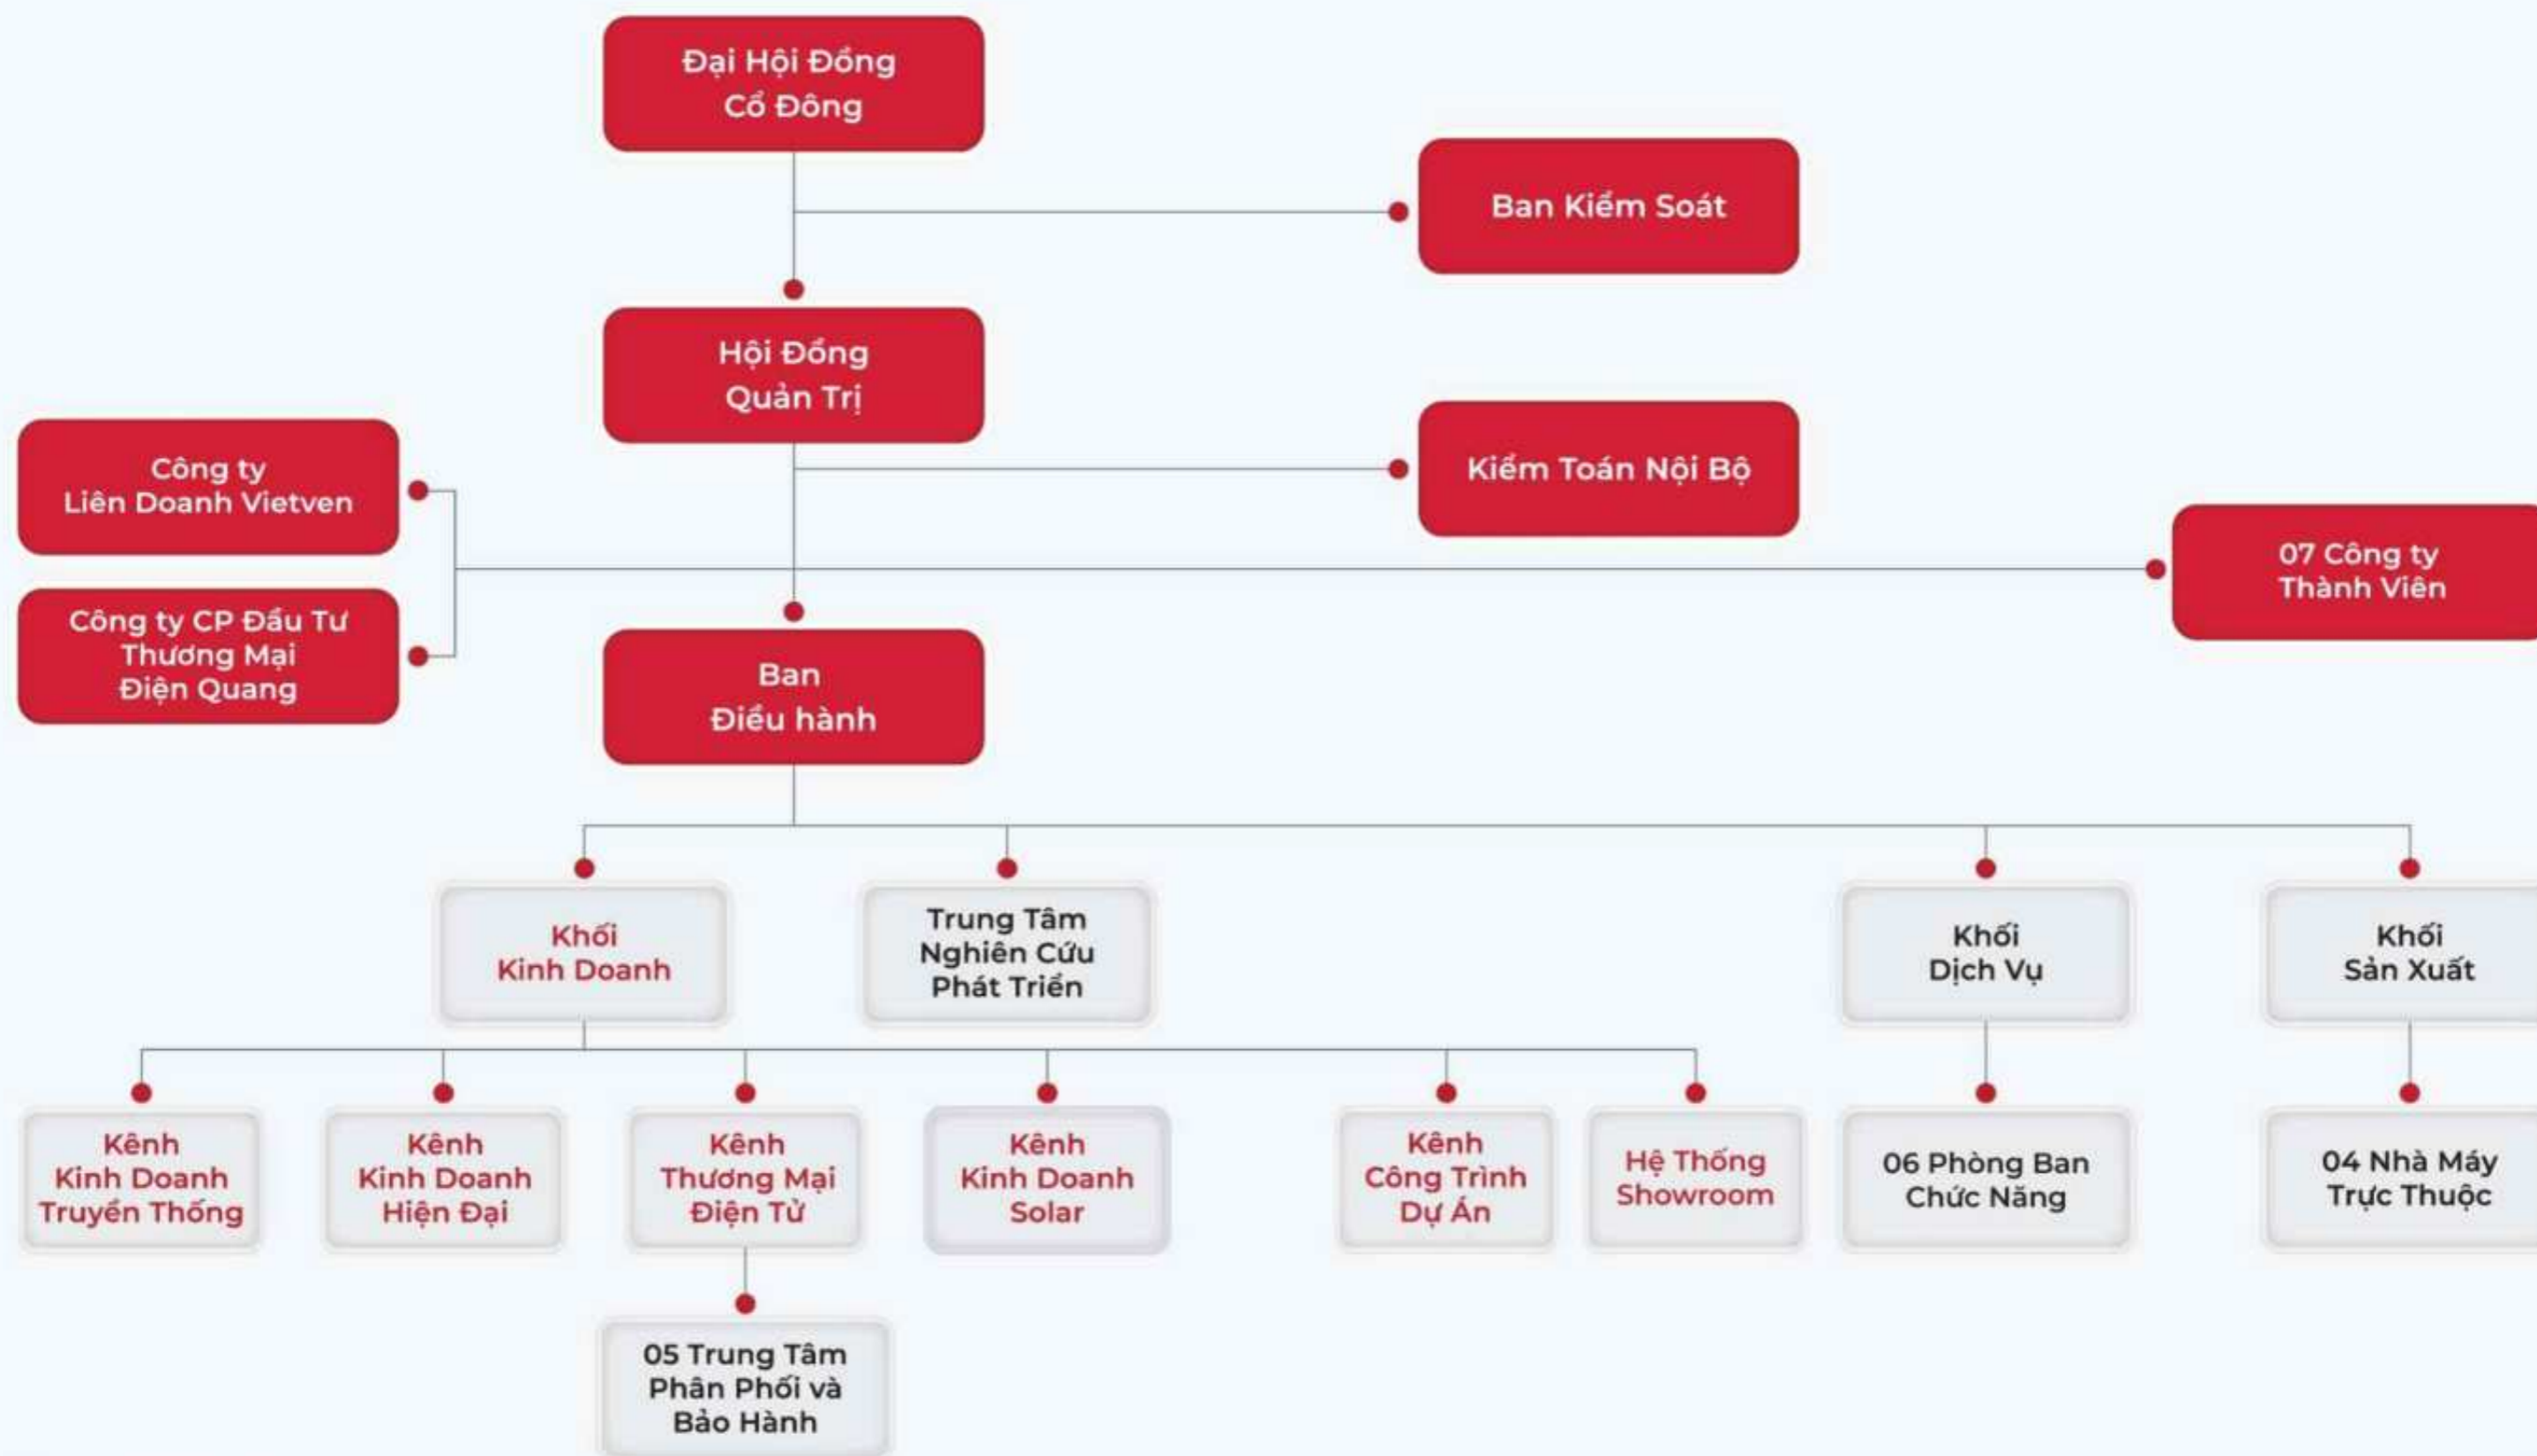 Đại Hội Đồng
Cổ Đông
Ban Kiểm Soát
Hội Đồng
Quản Trị
Kiểm Toán Nội Bộ
Công ty
Liên Doanh Vietven
07 Công ty
Thành Viên
Công ty CP Đầu Tư
Thương Mại
Điện Quang
Ban
Điều hành
Khối
Kinh Doanh
Trung Tâm
Nghiên Cứu
Phát Triển
Khối
Dịch Vụ
Khối
Sản Xuất
Kênh
Kinh Doanh
Truyền Thống
Kênh
Kinh Doanh
Hiện Đại
Kênh
Thương Mại
Điện Tử
Kênh
Kinh Doanh
Solar
Kênh
Công Trình
Dự Án
Hệ Thống
Showroom
06 Phòng Ban
Chức Năng
04 Nhà Máy
Trực Thuộc
05 Trung Tâm
Phân Phối và
Bảo Hành